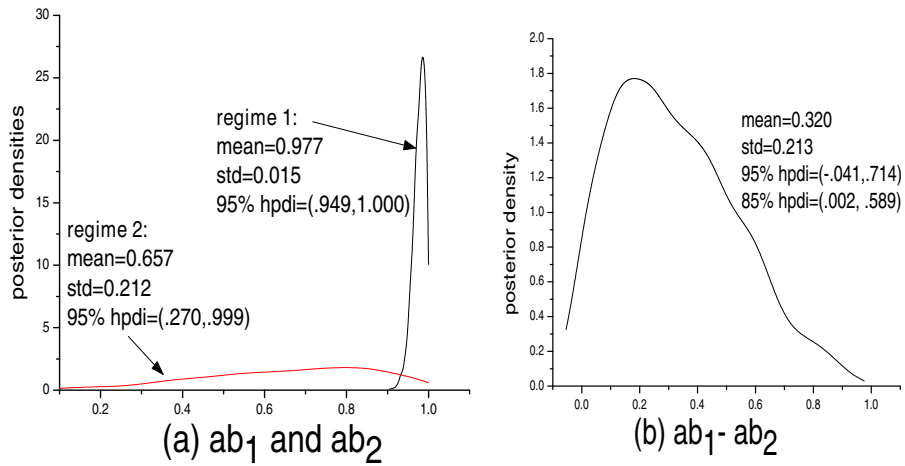 30
25
20
15
10
5
0
posterior densities
regime 1:
mean=0.977
std=0.015
95% hpdi=(.949,1.000)
regime 2:
mean=0.657
std=0.212
95% hpdi=(.270,.999)
0.2 0.4 0.6 0.8 1.0
(a) ab1 and ab2
2.0
1.8
1.6
1.4
1.2
1.0
0.8
0.6
0.4
0.2
0.0
posterior density
mean=0.320
std=0.213
95% hpdi=(-.041,.714)
85% hpdi=(.002, .589)
0.0 0.2 0.4 0.6 0.8 1.0
(b) ab1- ab2